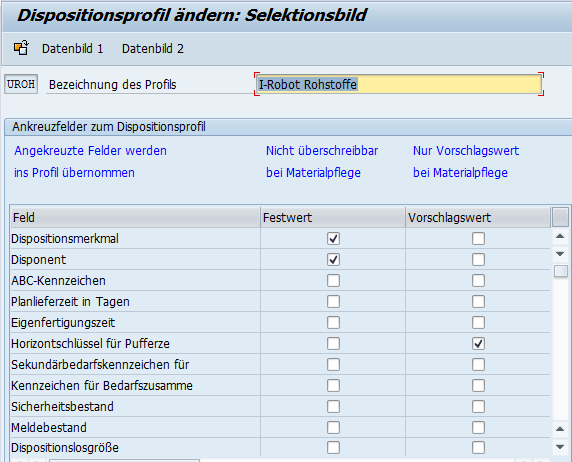 Dispositionsprofil ändern: Selektionsbild
Datenbild 1 Datenbild 2
UROH Bezeichnung des Profils I-Robot Rohstoffe
Ankreuzfelder zum Dispositionsprofil
Angekreuzte Felder werden Nicht überschreibbar Nur Vorschlagswert
ins Profil übernommen bei Materialpflege bei Materialpflege
Feld Festwert Vorschlagswert
Dispositionsmerkmal
Disponent
ABC-Kennzeichen
Planlieferzeit in Tagen
Eigenfertigungszeit
Horizontschlüssel für Pufferze
Sekundärbedarfskennzeichen für
Kennzeichen für Bedarfszusamme
Sicherheitsbestand
Meldebestand
Dispositionslosgröße